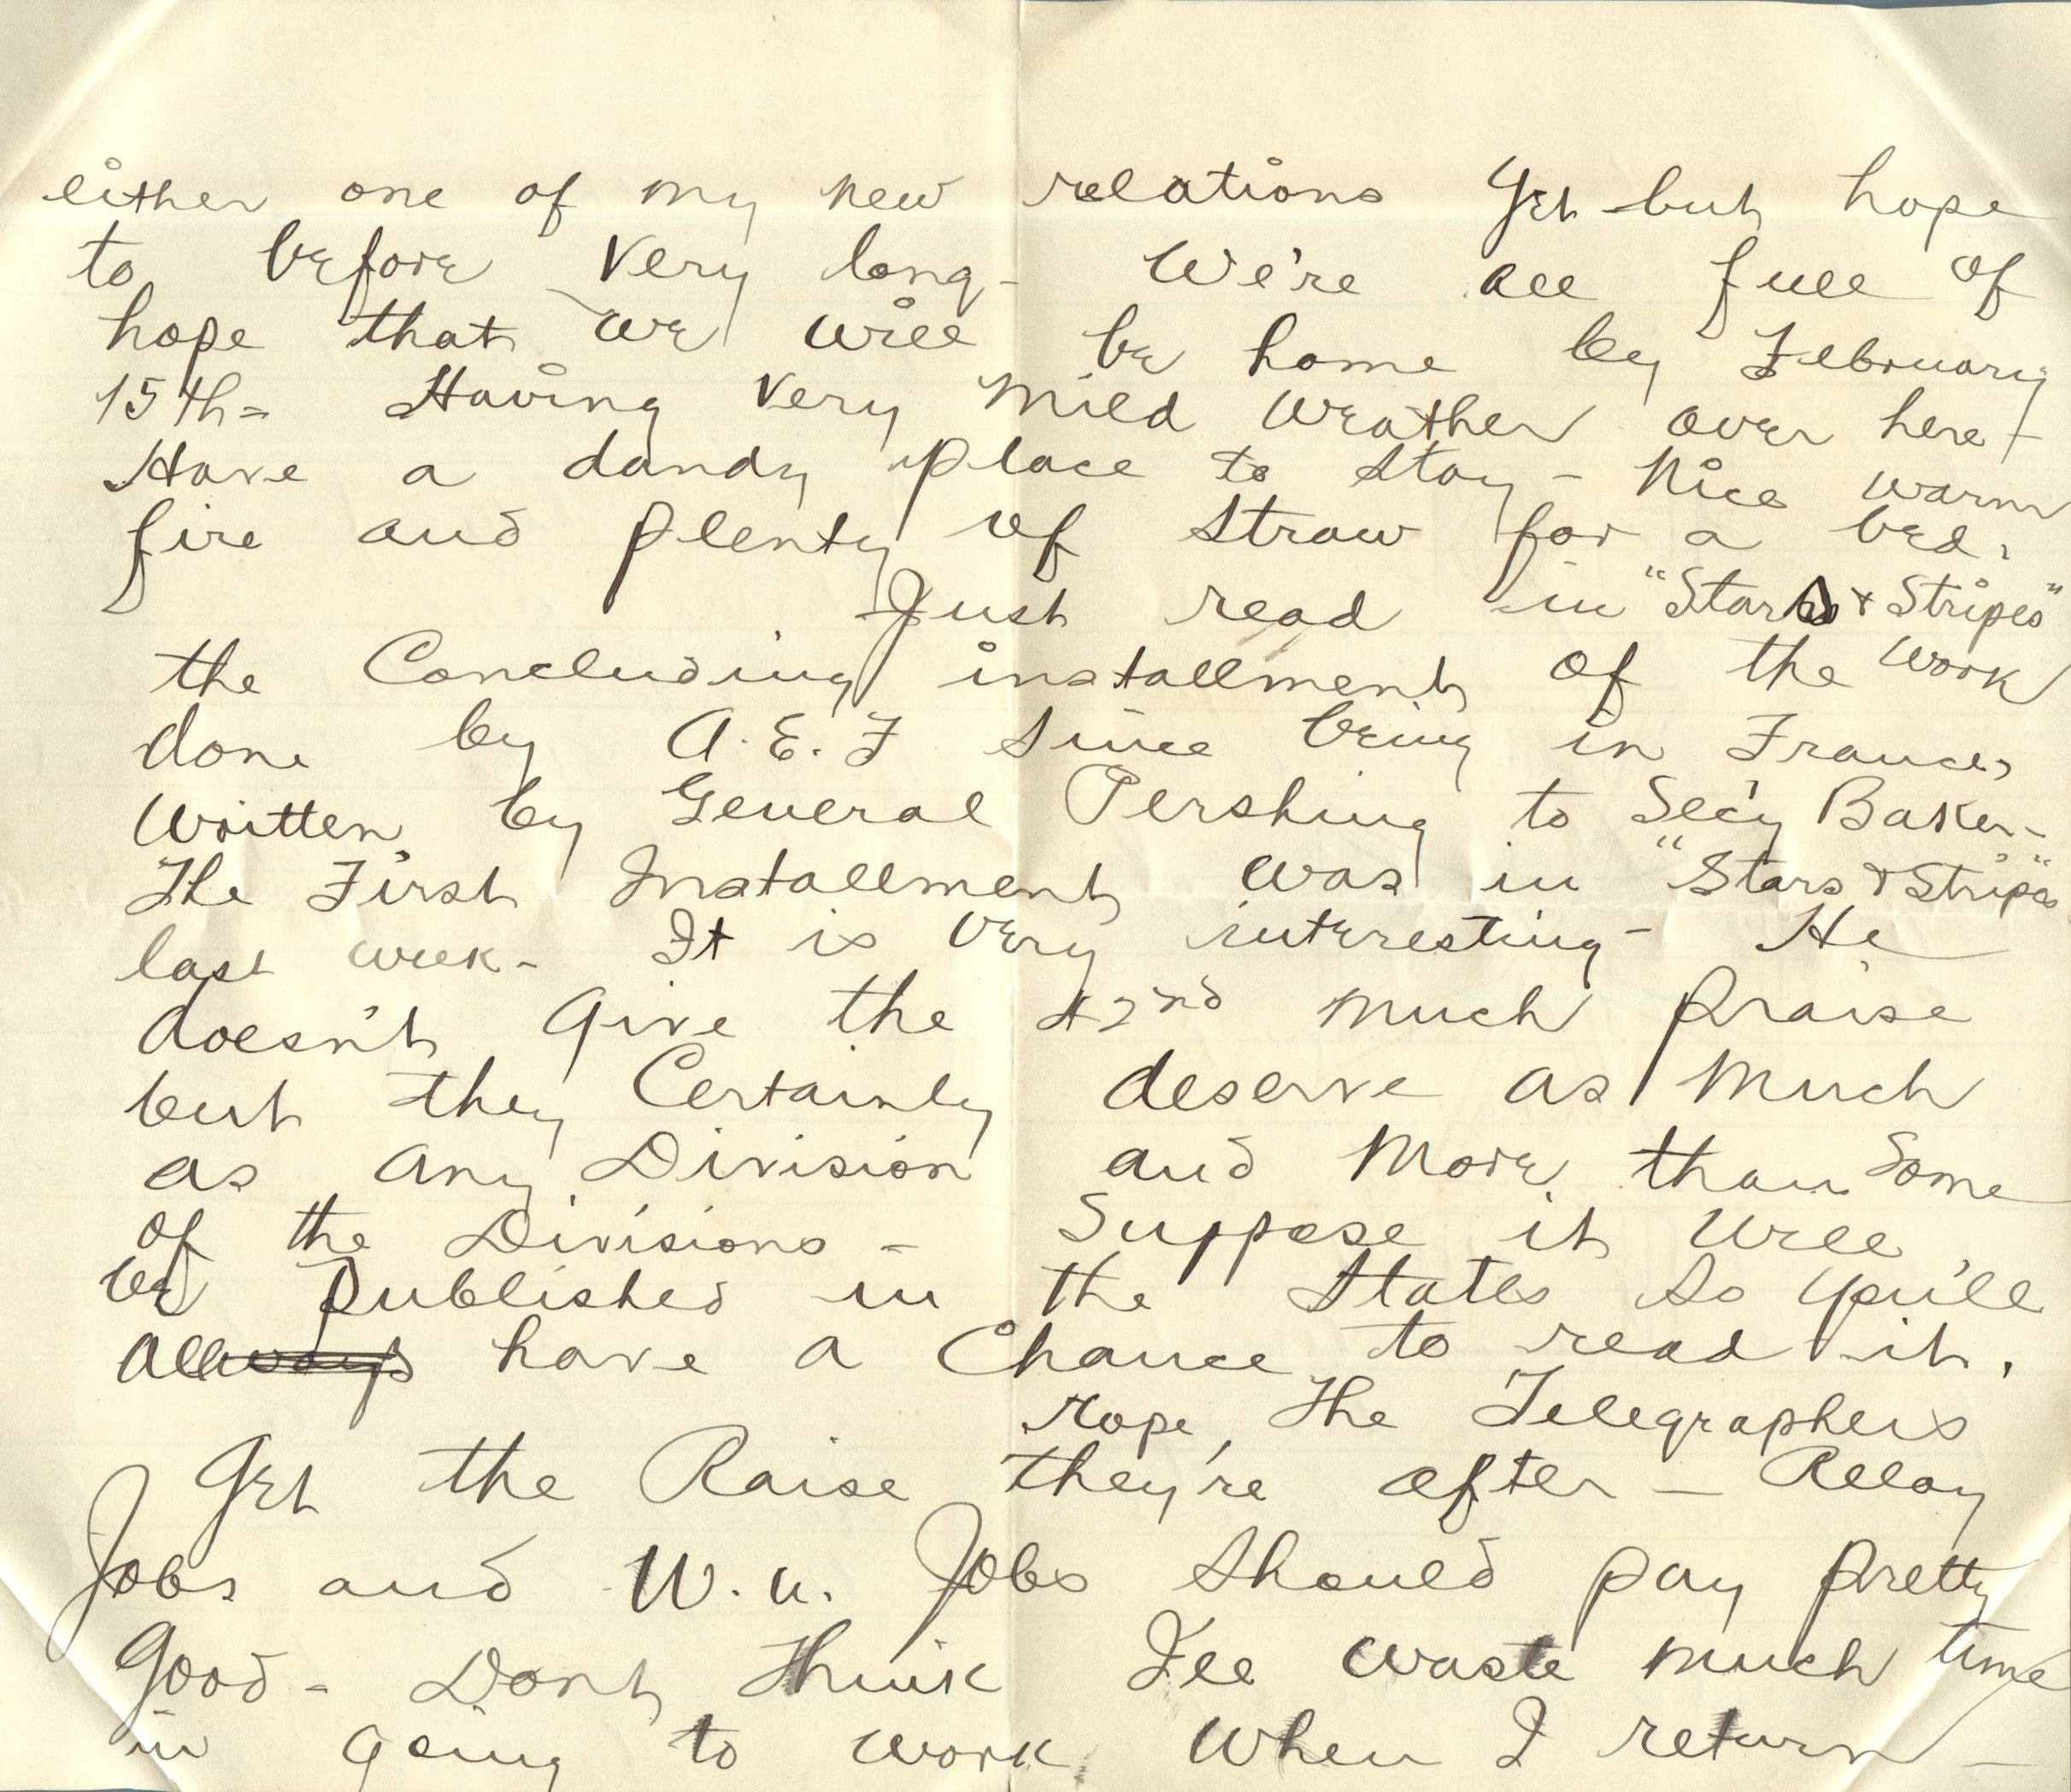 either one of my new relations yet but hope
to before very long - We're all full of
hope that we will be home by February
15th - Having very mild weather over here -
Have a dandy place to stay - Nice warm
fire and plenty of straw for a bed.
Just read in "Stars & Stripes"
the Concluding installment of the work
done by A.E.F since being in France,
written by General Pershing to Sec'y Baker -
The First Installment was in "Stars & Stripes"
last week - It is very interesting - He
doesn't give the 42nd much praise
but they Certainly deserve as much
as any Division and More than Some
of the Divisions - Suppose it will
be published in the States so you'll
all ways have a Chance to read it.
Hope The Telegraphers
get the Raise they're after - Relay
Jobs and W.U. Jobs should pay pretty
good - Dont Think I'll waste much time
in going to work when I return -